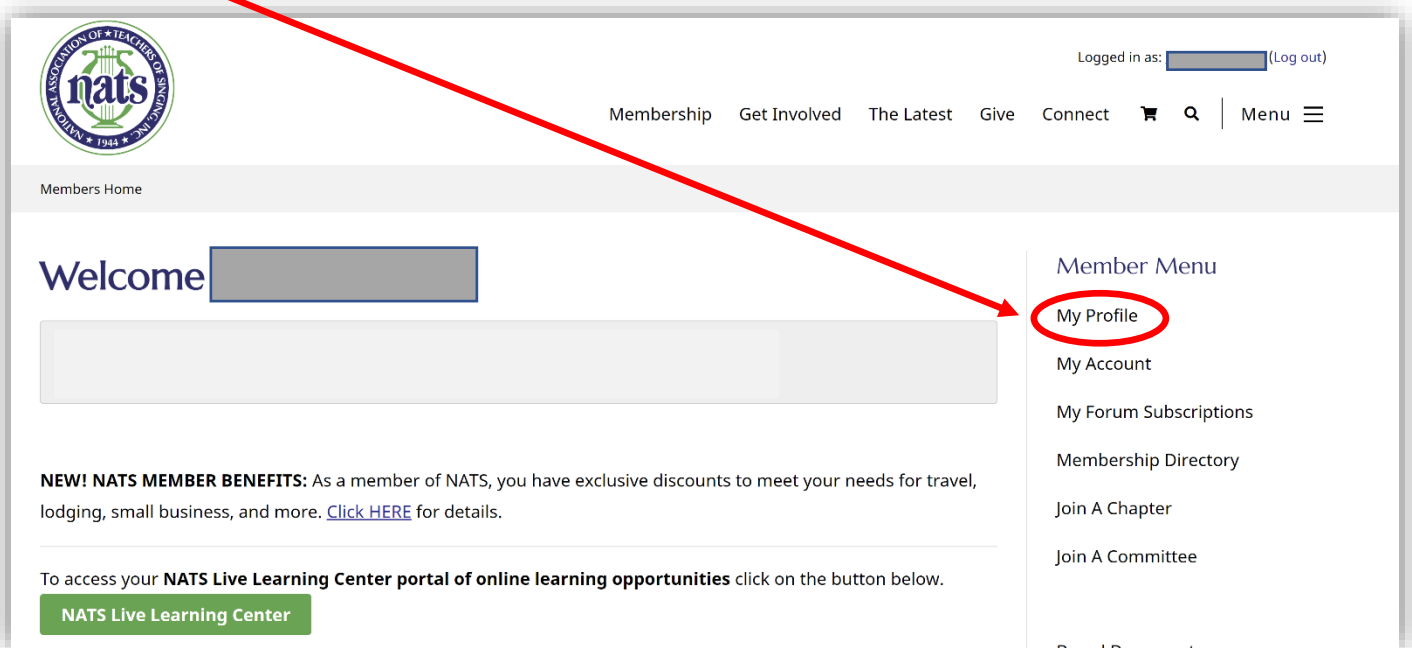 NATIONAL ASSOCIATION OF ★ TEACHERS OF SINGING, INC.
nats
★ 1944 ★
Logged in as:
(Log out)
Membership Get Involved The Latest Give Connect Menu
Members Home
Welcome
Member Menu
My Profile
My Account
My Forum Subscriptions
Membership Directory
Join A Chapter
Join A Committee
NEW! NATS MEMBER BENEFITS: As a member of NATS, you have exclusive discounts to meet your needs for travel,
lodging, small business, and more. Click HERE for details.
To access your NATS Live Learning Center portal of online learning opportunities click on the button below.
NATS Live Learning Center